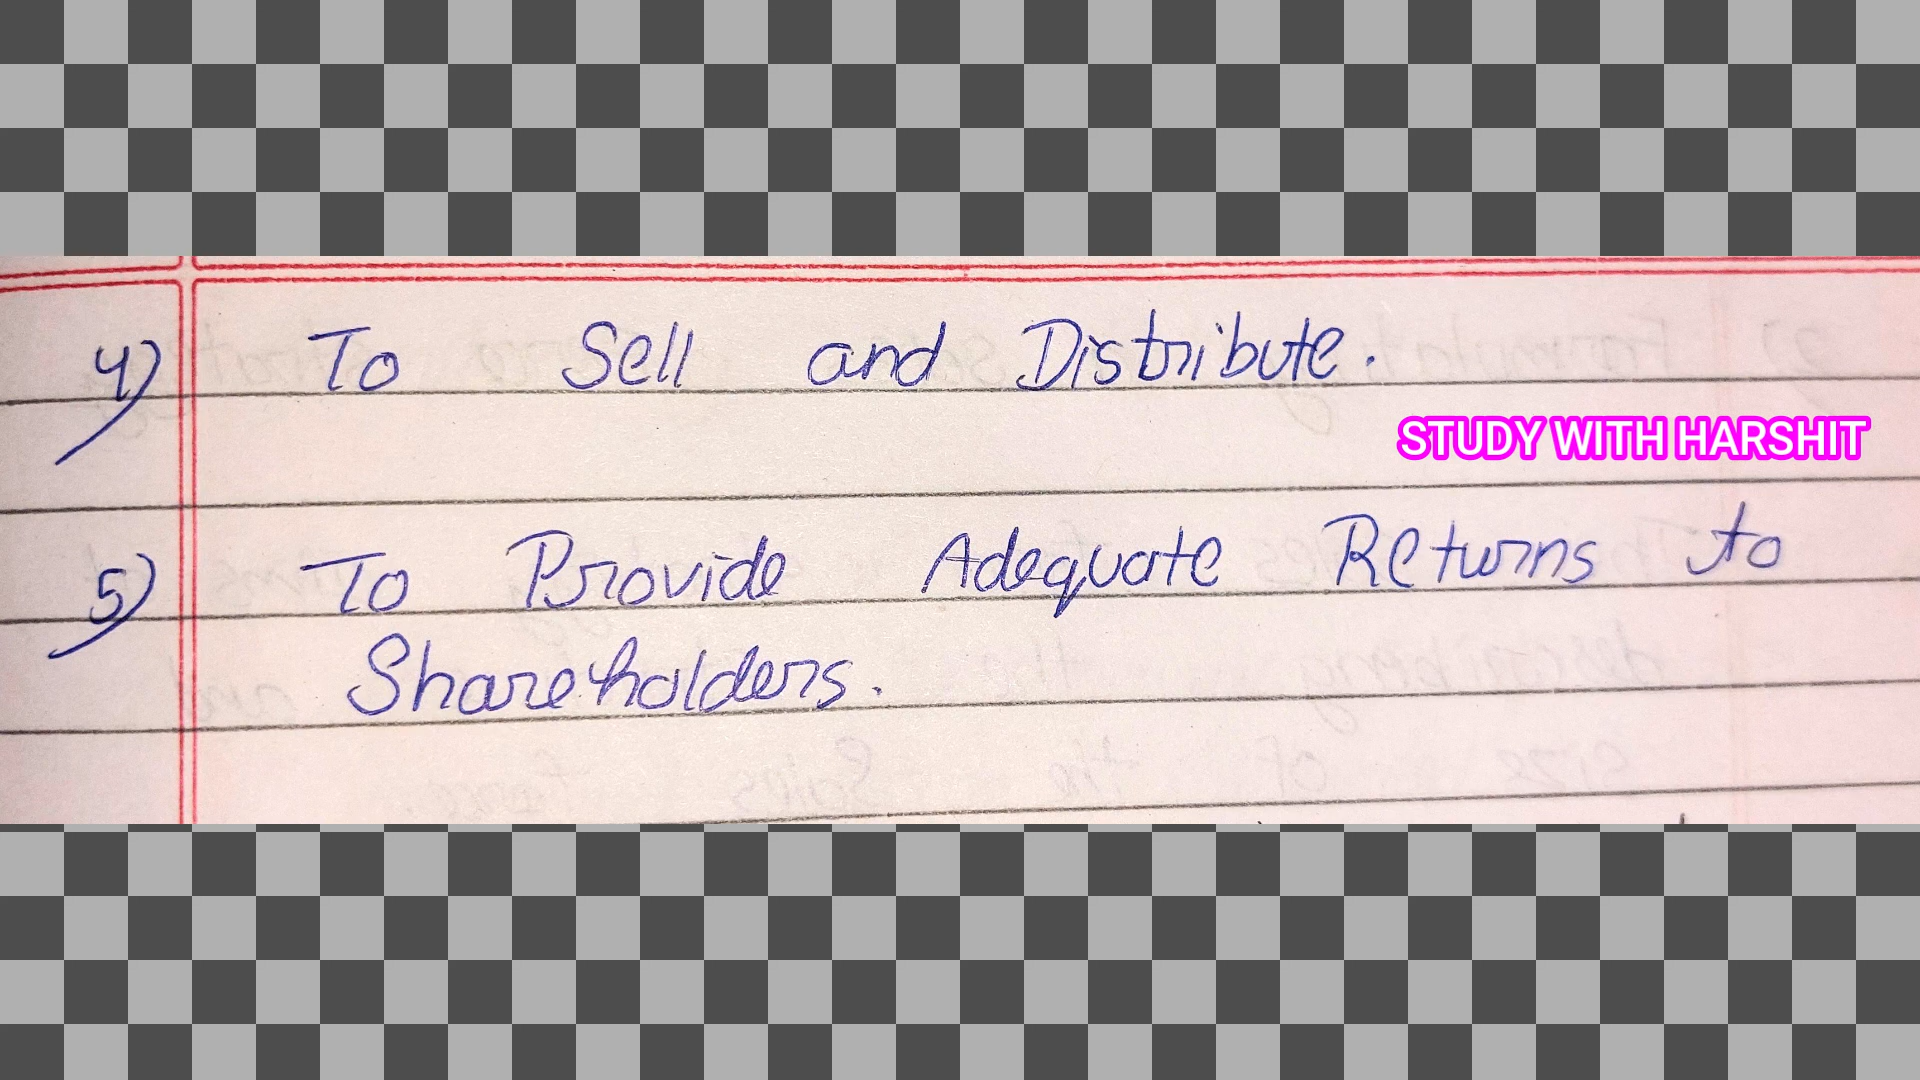 4) To Sell and Distribute.
STUDY WITH HARSHIT
5) To Provide Adequate Returns to
Shareholders.